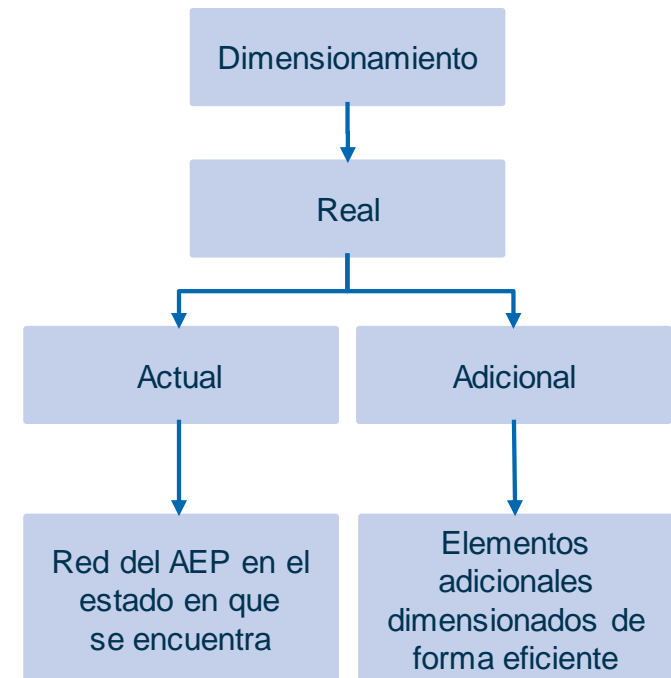 Dimensionamiento
Real
Actual
Adicional
Red del AEP en el
estado en que
se encuentra
Elementos
adicionales
dimensionados de
forma eficiente